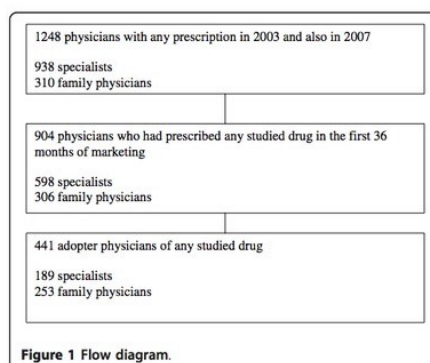 1248 physicians with any prescription in 2003 and also in 2007
938 specialists
310 family physicians
904 physicians who had prescribed any studied drug in the first 36
months of marketing
598 specialists
306 family physicians
441 adopter physicians of any studied drug
189 specialists
253 family physicians
Figure 1 Flow diagram.